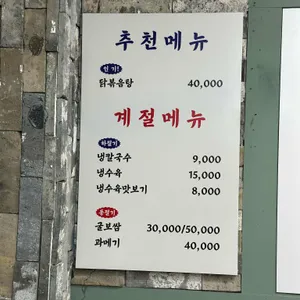 추천메뉴
인기!
닭볶음탕 40,000
계절메뉴
하절기
냉말국수 9,000
냉수육 15,000
냉수육맛보기 8,000
동절기
굴보쌈 30,000/50,000
과메기 40,000